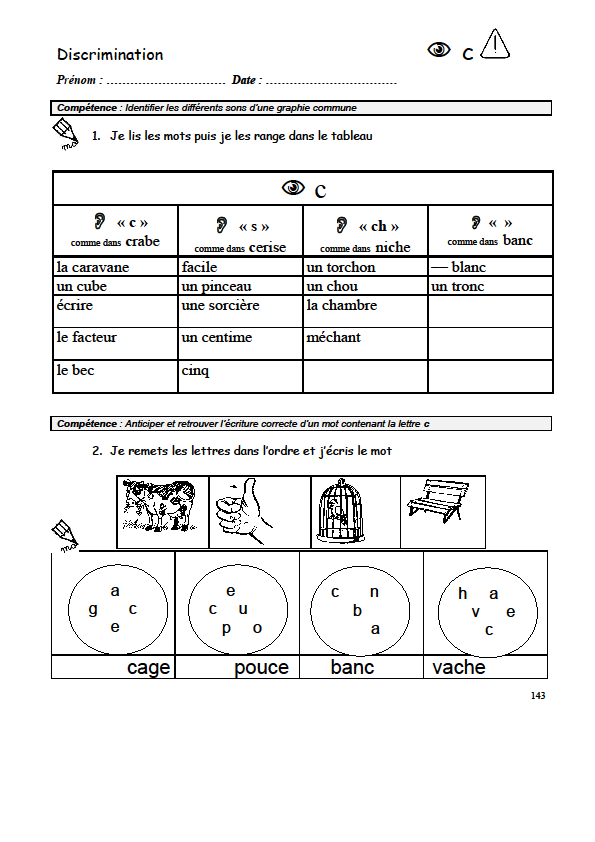 Discrimination c
Prénom : .............................. Date : .................................
Compétence : Identifier les différents sons d'une graphie commune
1. Je lis les mots puis je les range dans le tableau
c
« c » « s » « ch » « »
comme dans crabe comme dans cerise comme dans niche comme dans banc
la caravane facile un torchon — blanc
un cube un pinceau un chou un tronc
écrire une sorcière la chambre
le facteur un centime méchant
le bec cinq
Compétence : Anticiper et retrouver l'écriture correcte d'un mot contenant la lettre c
2. Je remets les lettres dans l'ordre et j'écris le mot
a e c n h a
g c c u b v e
e p o a c
cage pouce banc vache
143